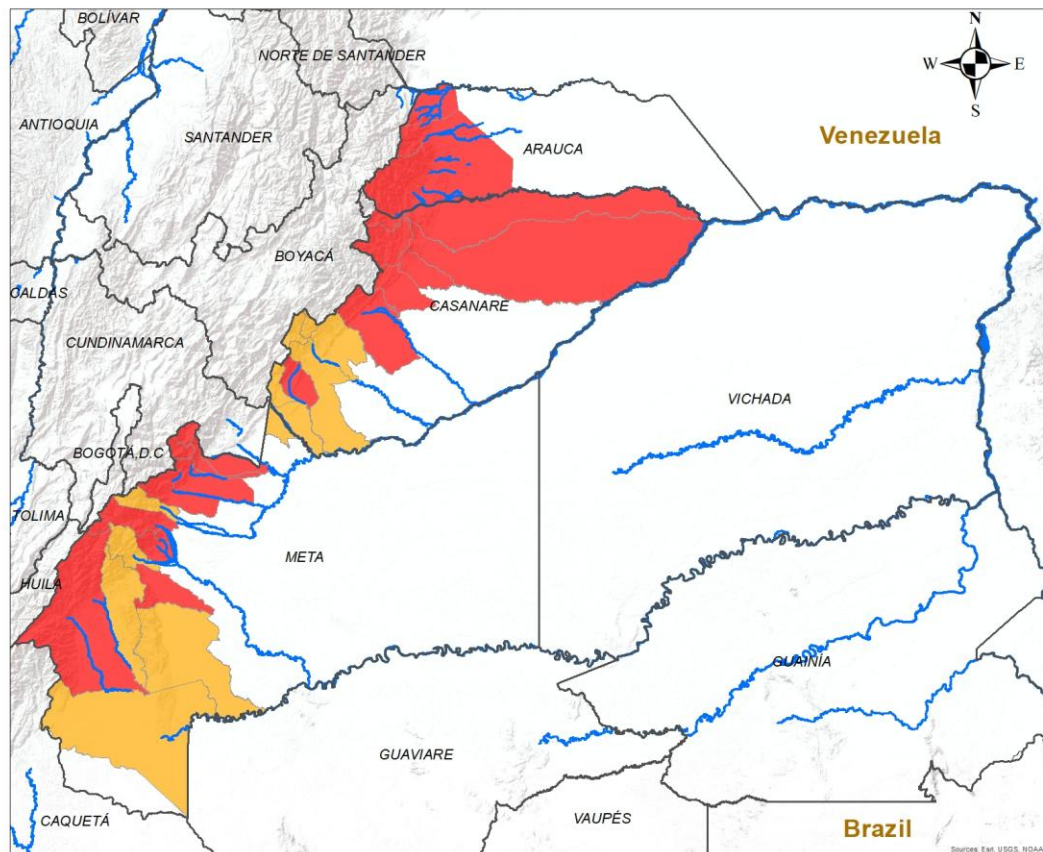 BOLÍVAR
N
NORTE DE SANTANDER
W
E
S
ANTIOQUIA
SANTANDER
ARAUCA
Venezuela
BOYACÁ
CALDAS
CASANARE
CUNDINAMARCA
VICHADA
BOGOTÁ,D.C
TOLIMA
META
HUILA
GUAINÍA
GUAVIARE
CAQUETÁ
VAUPÉS
Brazil
Sources: Esri, USGS, NOAA